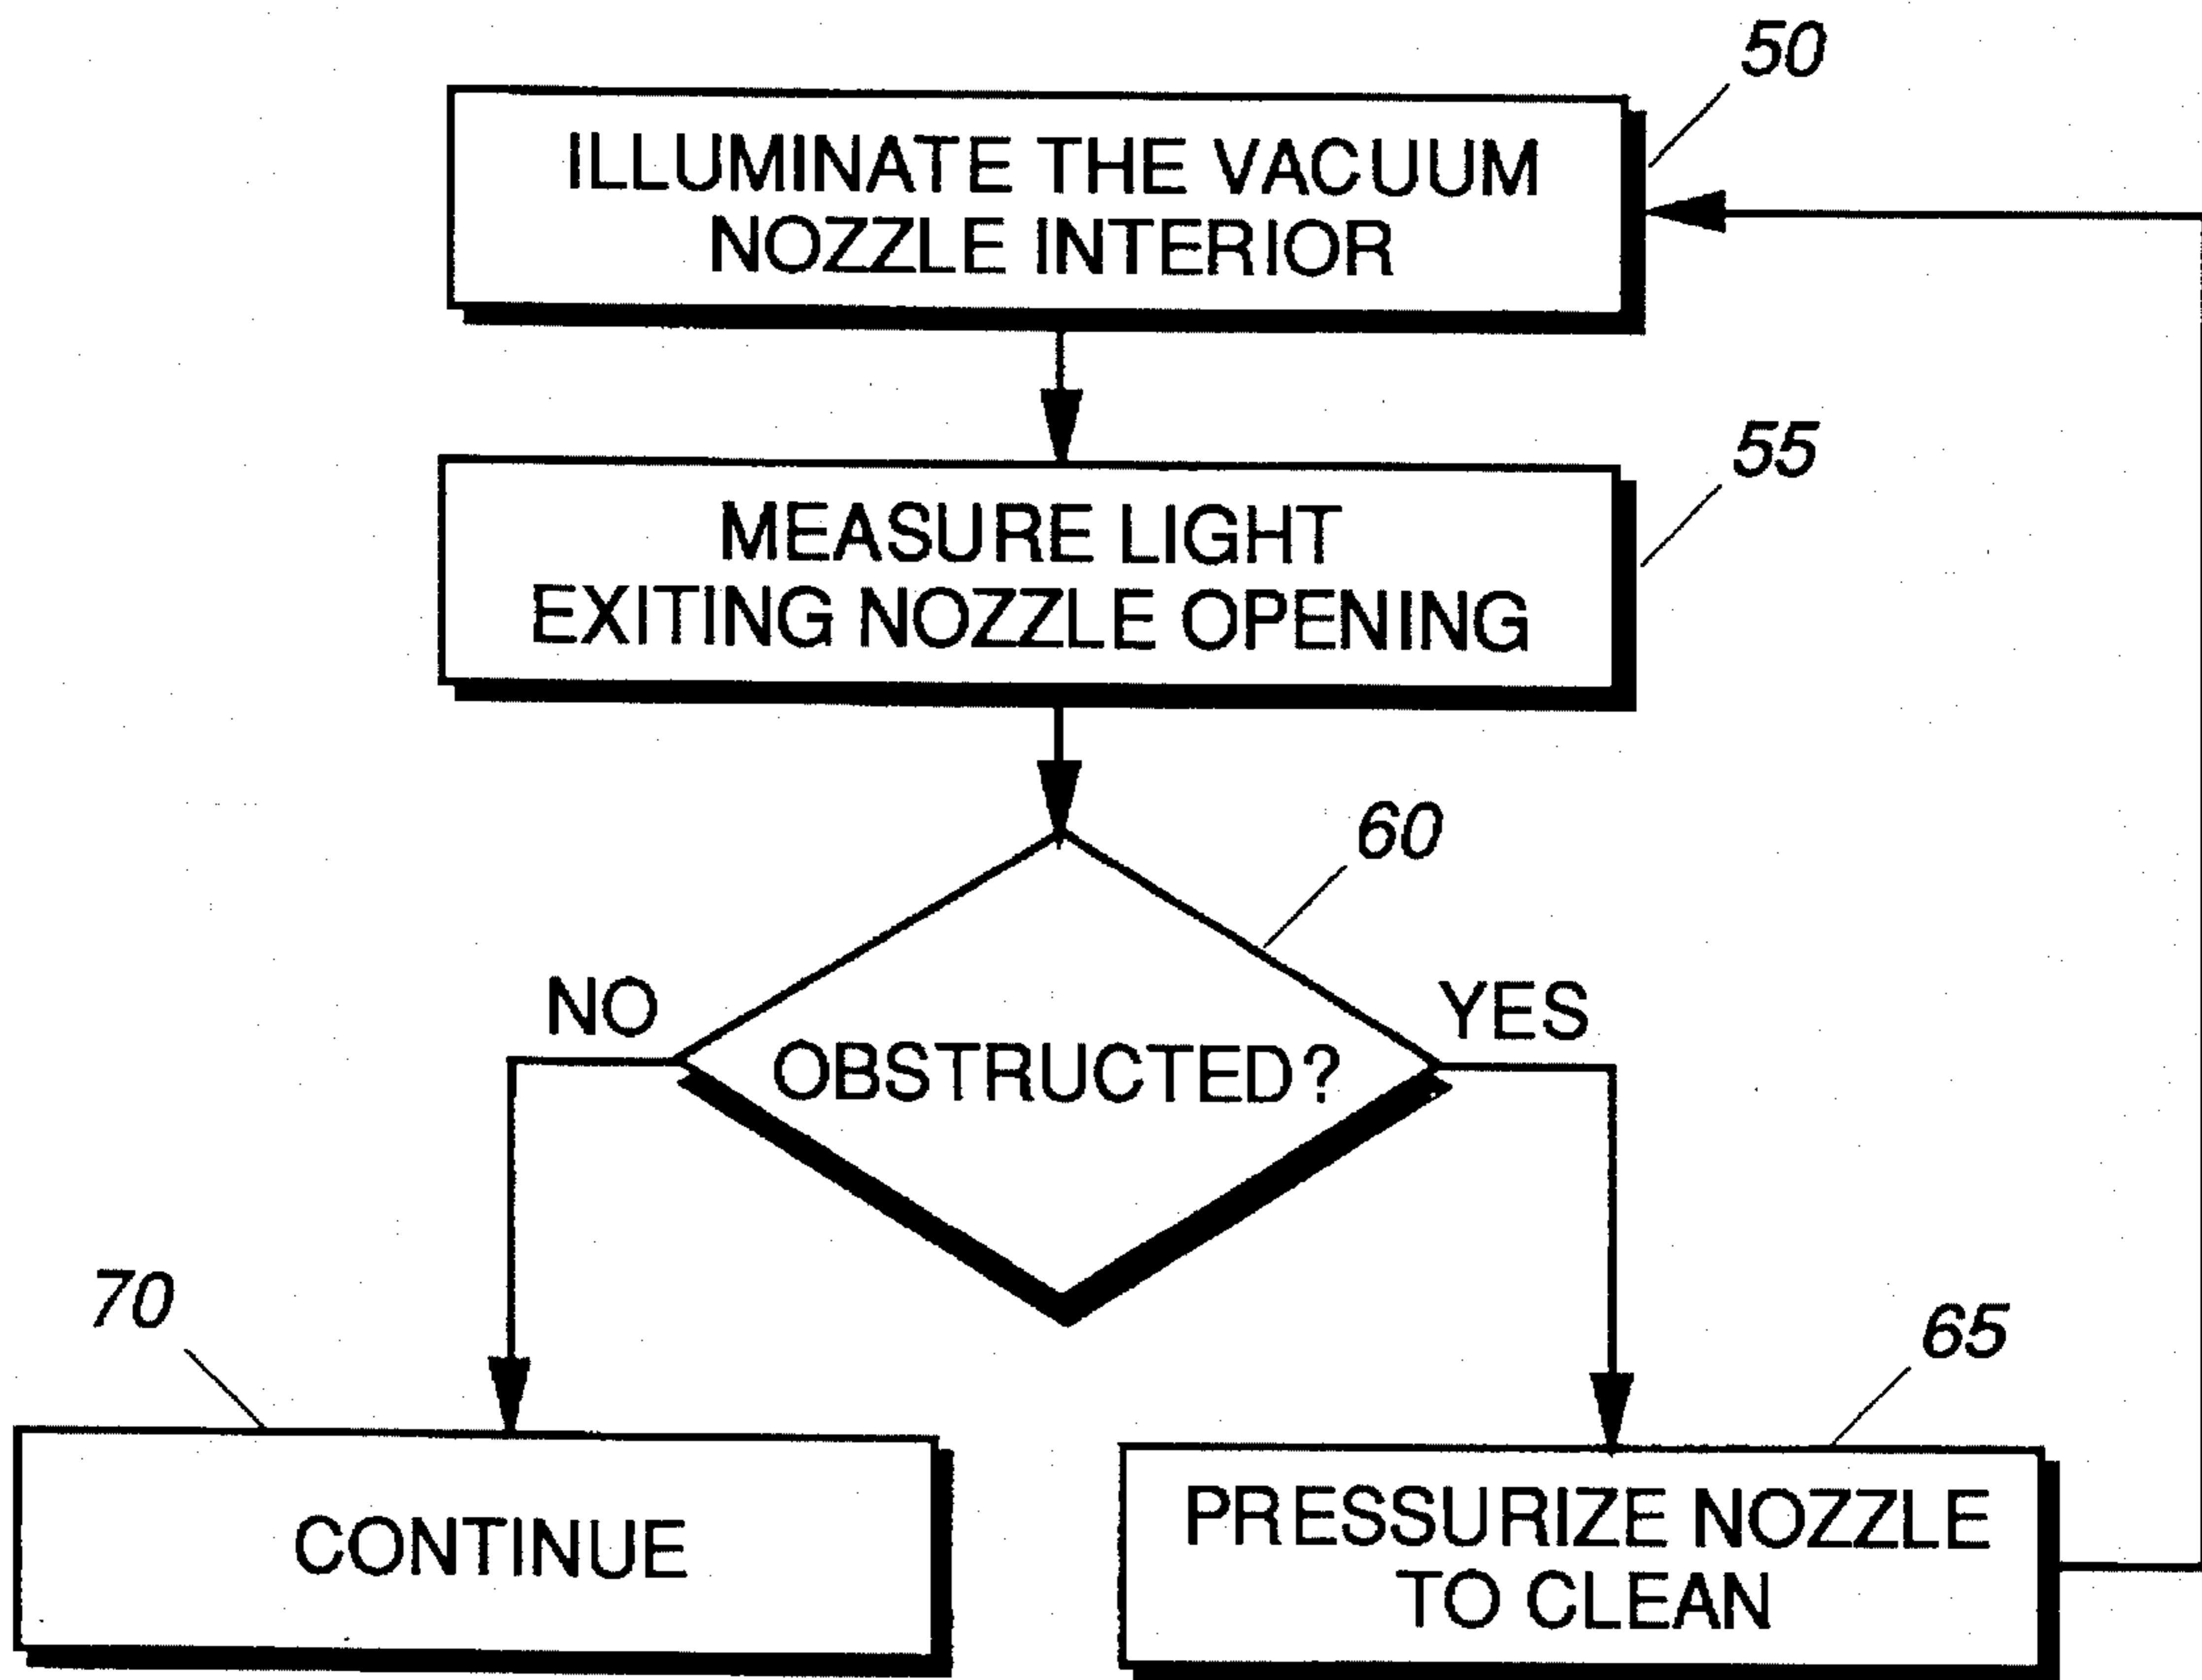 50
ILLUMINATE THE VACUUM
NOZZLE INTERIOR
55
MEASURE LIGHT
EXITING NOZZLE OPENING
60
NO
YES
OBSTRUCTED?
70
65
CONTINUE
PRESSURIZE NOZZLE
TO CLEAN